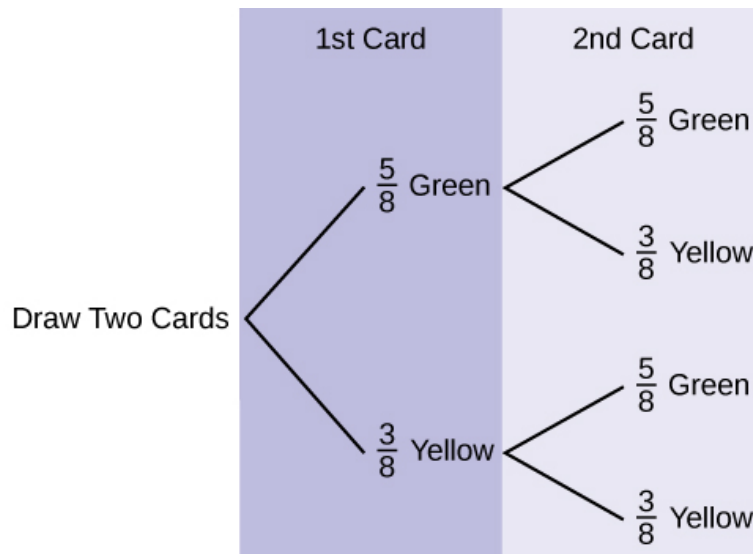 1st Card
2nd Card
5/8 Green
5/8 Green
3/8 Yellow
Draw Two Cards
3/8 Yellow
5/8 Green
3/8 Yellow